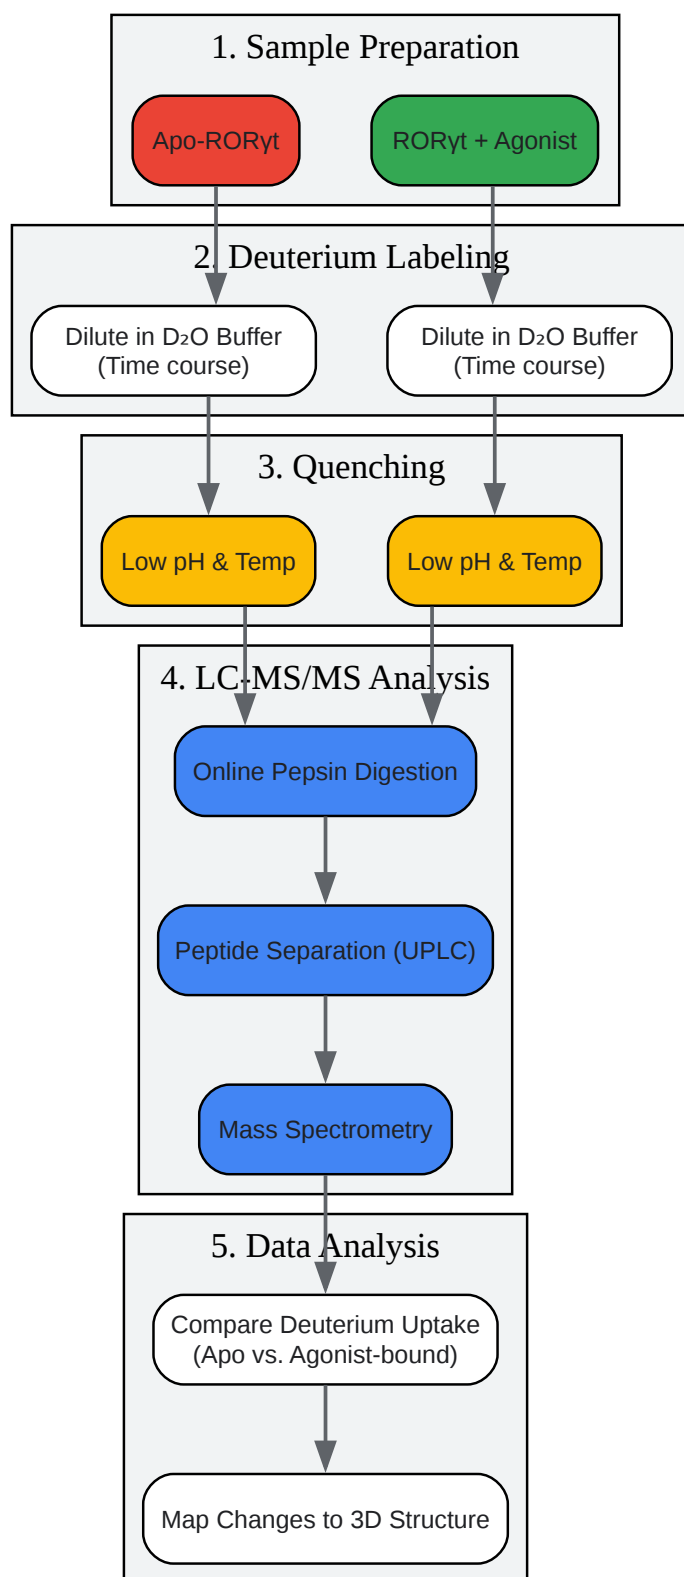 1. Sample Preparation
Apo-RORγt
RORγt + Agonist
2. Deuterium Labeling
Dilute in D₂O Buffer
(Time course)
Dilute in D₂O Buffer
(Time course)
3. Quenching
Low pH & Temp
Low pH & Temp
4. LC-MS/MS Analysis
Online Pepsin Digestion
Peptide Separation (UPLC)
Mass Spectrometry
5. Data Analysis
Compare Deuterium Uptake
(Apo vs. Agonist-bound)
Map Changes to 3D Structure